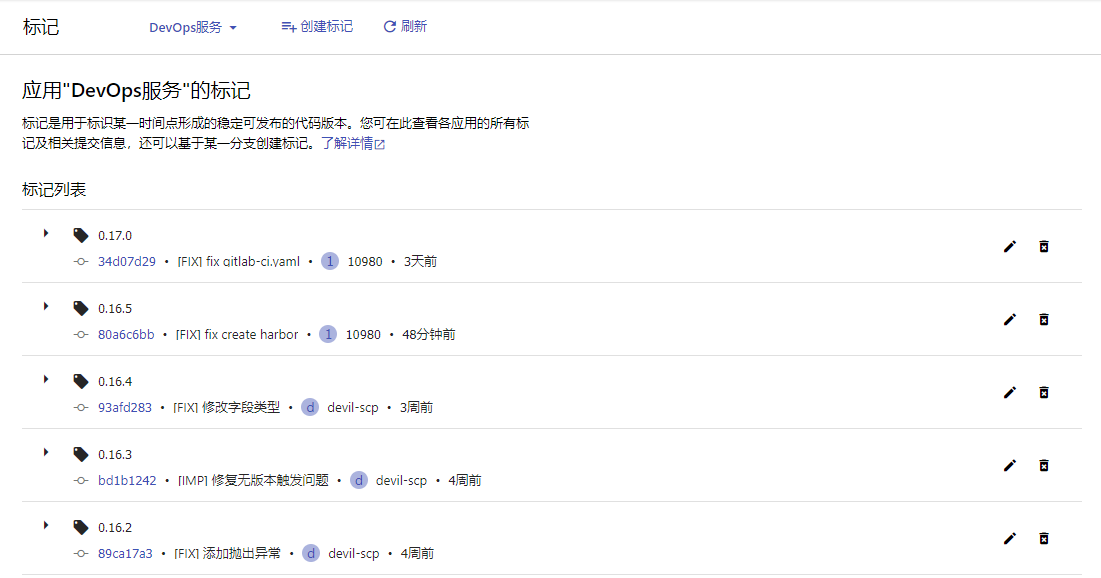 标记 DevOps服务 创建标记 刷新
应用"DevOps服务"的标记
标记是用于标识某一时间点形成的稳定可发布的代码版本。您可在此查看各应用的所有标
记及相关提交信息，还可以基于某一分支创建标记。了解详情
标记列表
0.17.0
34d07d29 • [FIX] fix gitlab-ci.yaml • 1 10980 • 3天前
0.16.5
80a6c6bb • [FIX] fix create harbor • 1 10980 • 48分钟前
0.16.4
93afd283 • [FIX] 修改字段类型 • d devil-scp • 3周前
0.16.3
bd1b1242 • [IMP] 修复无版本触发问题 • d devil-scp • 4周前
0.16.2
89ca17a3 • [FIX] 添加抛出异常 • d devil-scp • 4周前